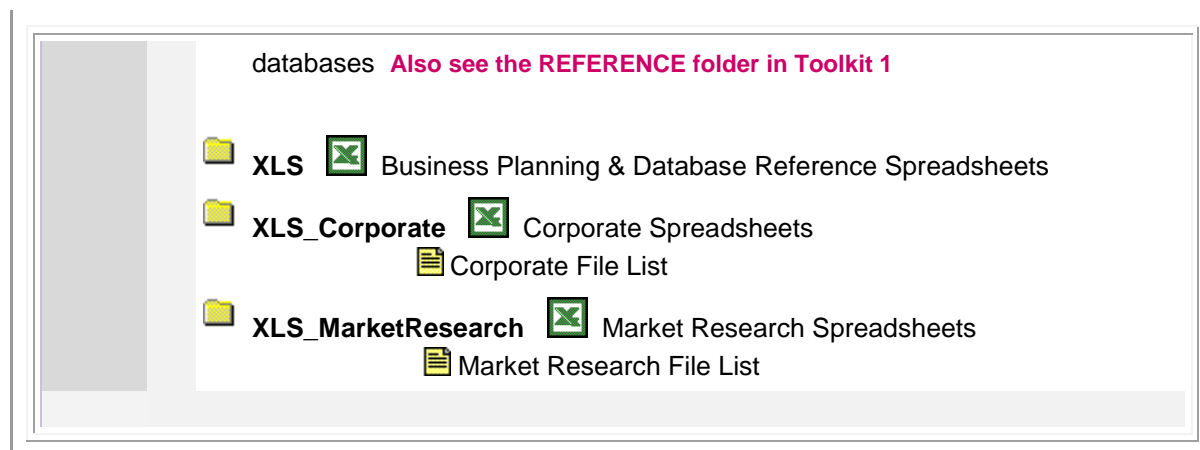 databases Also see the REFERENCE folder in Toolkit 1
XLS Business Planning & Database Reference Spreadsheets
XLS_Corporate Corporate Spreadsheets
Corporate File List
XLS_MarketResearch Market Research Spreadsheets
Market Research File List